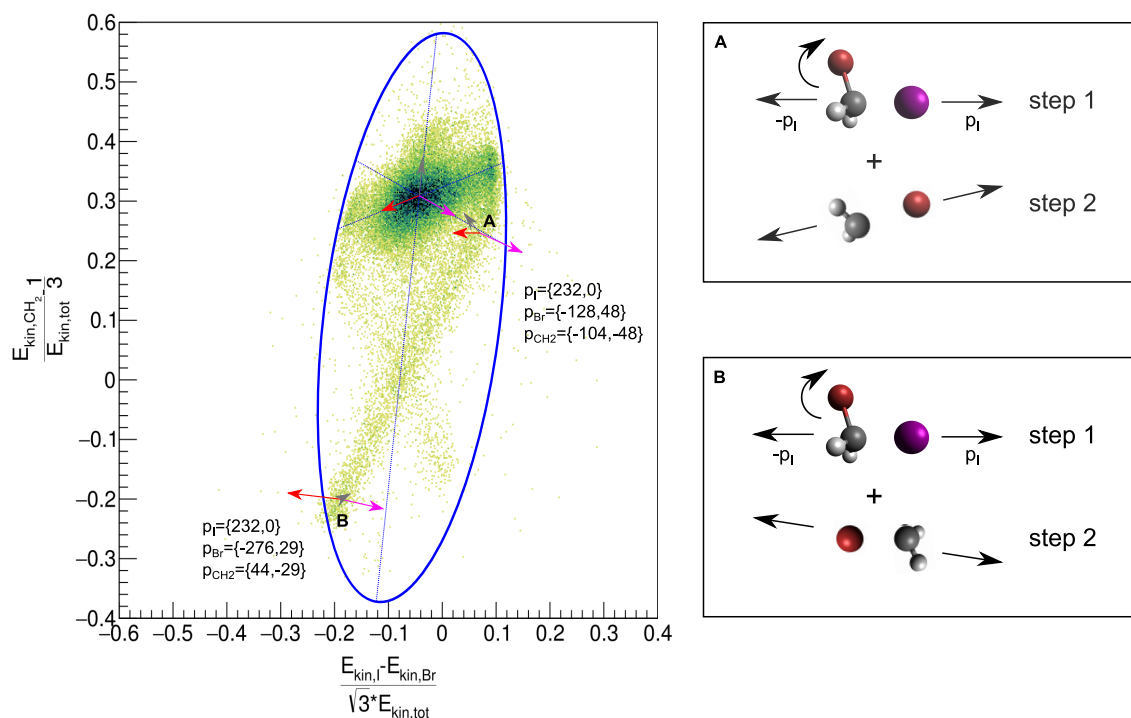 0.6
0.5
0.4
0.3
0.2
0.1
0
−0.1
−0.2
−0.3
−0.4
−0.6 −0.5 −0.4 −0.3 −0.2 −0.1 0 0.1 0.2 0.3 0.4
E_kin,CH₂ - 1
E_kin,tot 3
E_kin,I-E_kin,Br
√3*E_kin,tot
A
p_I={232,0}
p_Br={-128,48}
p_CH2={-104,-48}
B
p_I={232,0}
p_Br={-276,29}
p_CH2={44,-29}
A
-p_I
p_I
step 1
+
step 2
B
-p_I
p_I
step 1
+
step 2